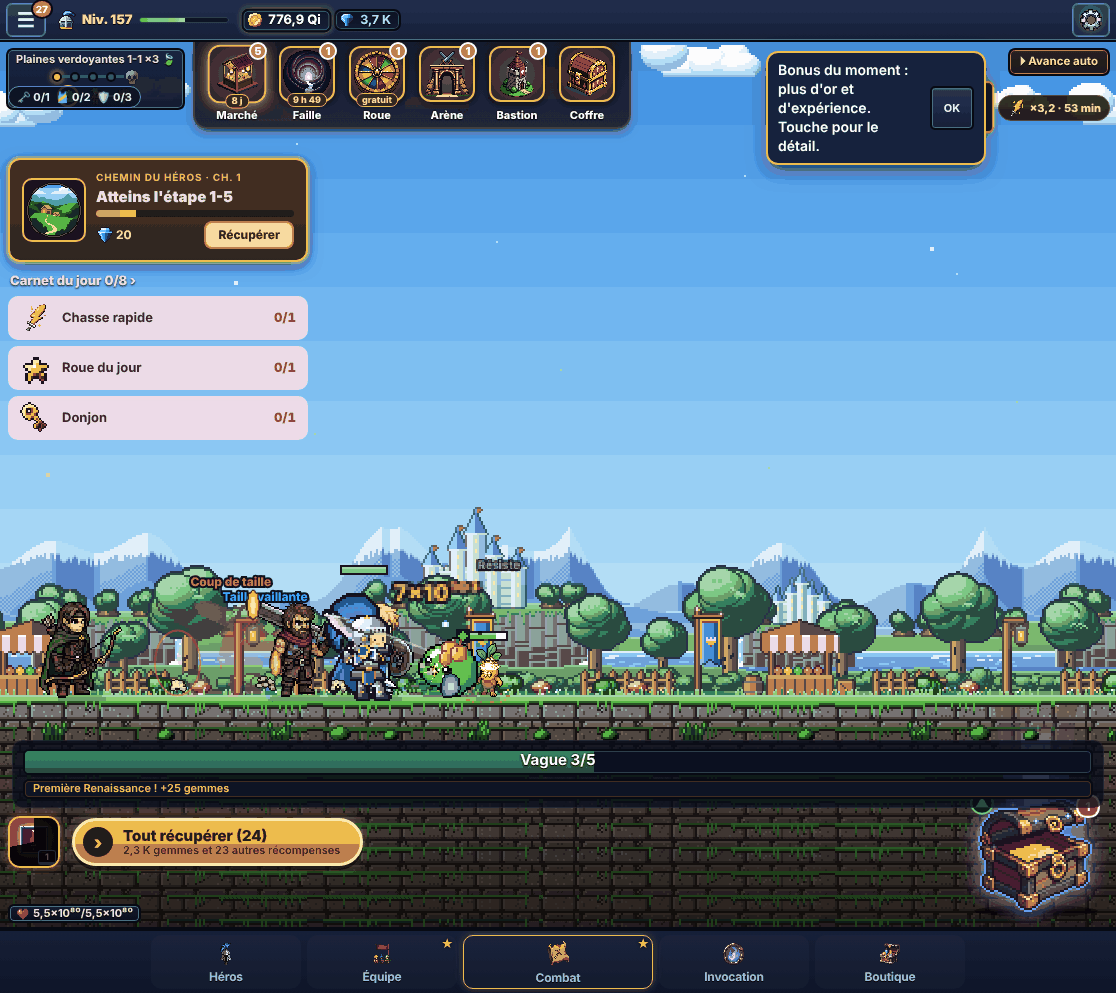 27
Niv. 157
776,9 Qi
3,7 K
Plaines verdoyantes 1-1 ×3
0/1
0/2
0/3
5
8 j
Marché
1
9 h 49
Faille
1
gratuit
Roue
1
Arène
1
Bastion
Coffre
Bonus du moment :
plus d'or et
d'expérience.
Touche pour le
détail.
OK
Avance auto
×3,2 · 53 min
CHEMIN DU HÉROS · CH. 1
Atteins l'étape 1-5
20
Récupérer
Carnet du jour 0/8 ›
Chasse rapide
0/1
Roue du jour
0/1
Donjon
0/1
Résiste
Coup de taille
vaillante
7×10
Vague 3/5
Première Renaissance ! +25 gemmes
1
Tout récupérer (24)
2,3 K gemmes et 23 autres récompenses
5,5×10⁸⁰/5,5×10⁸⁰
Héros
Équipe
Combat
Invocation
Boutique